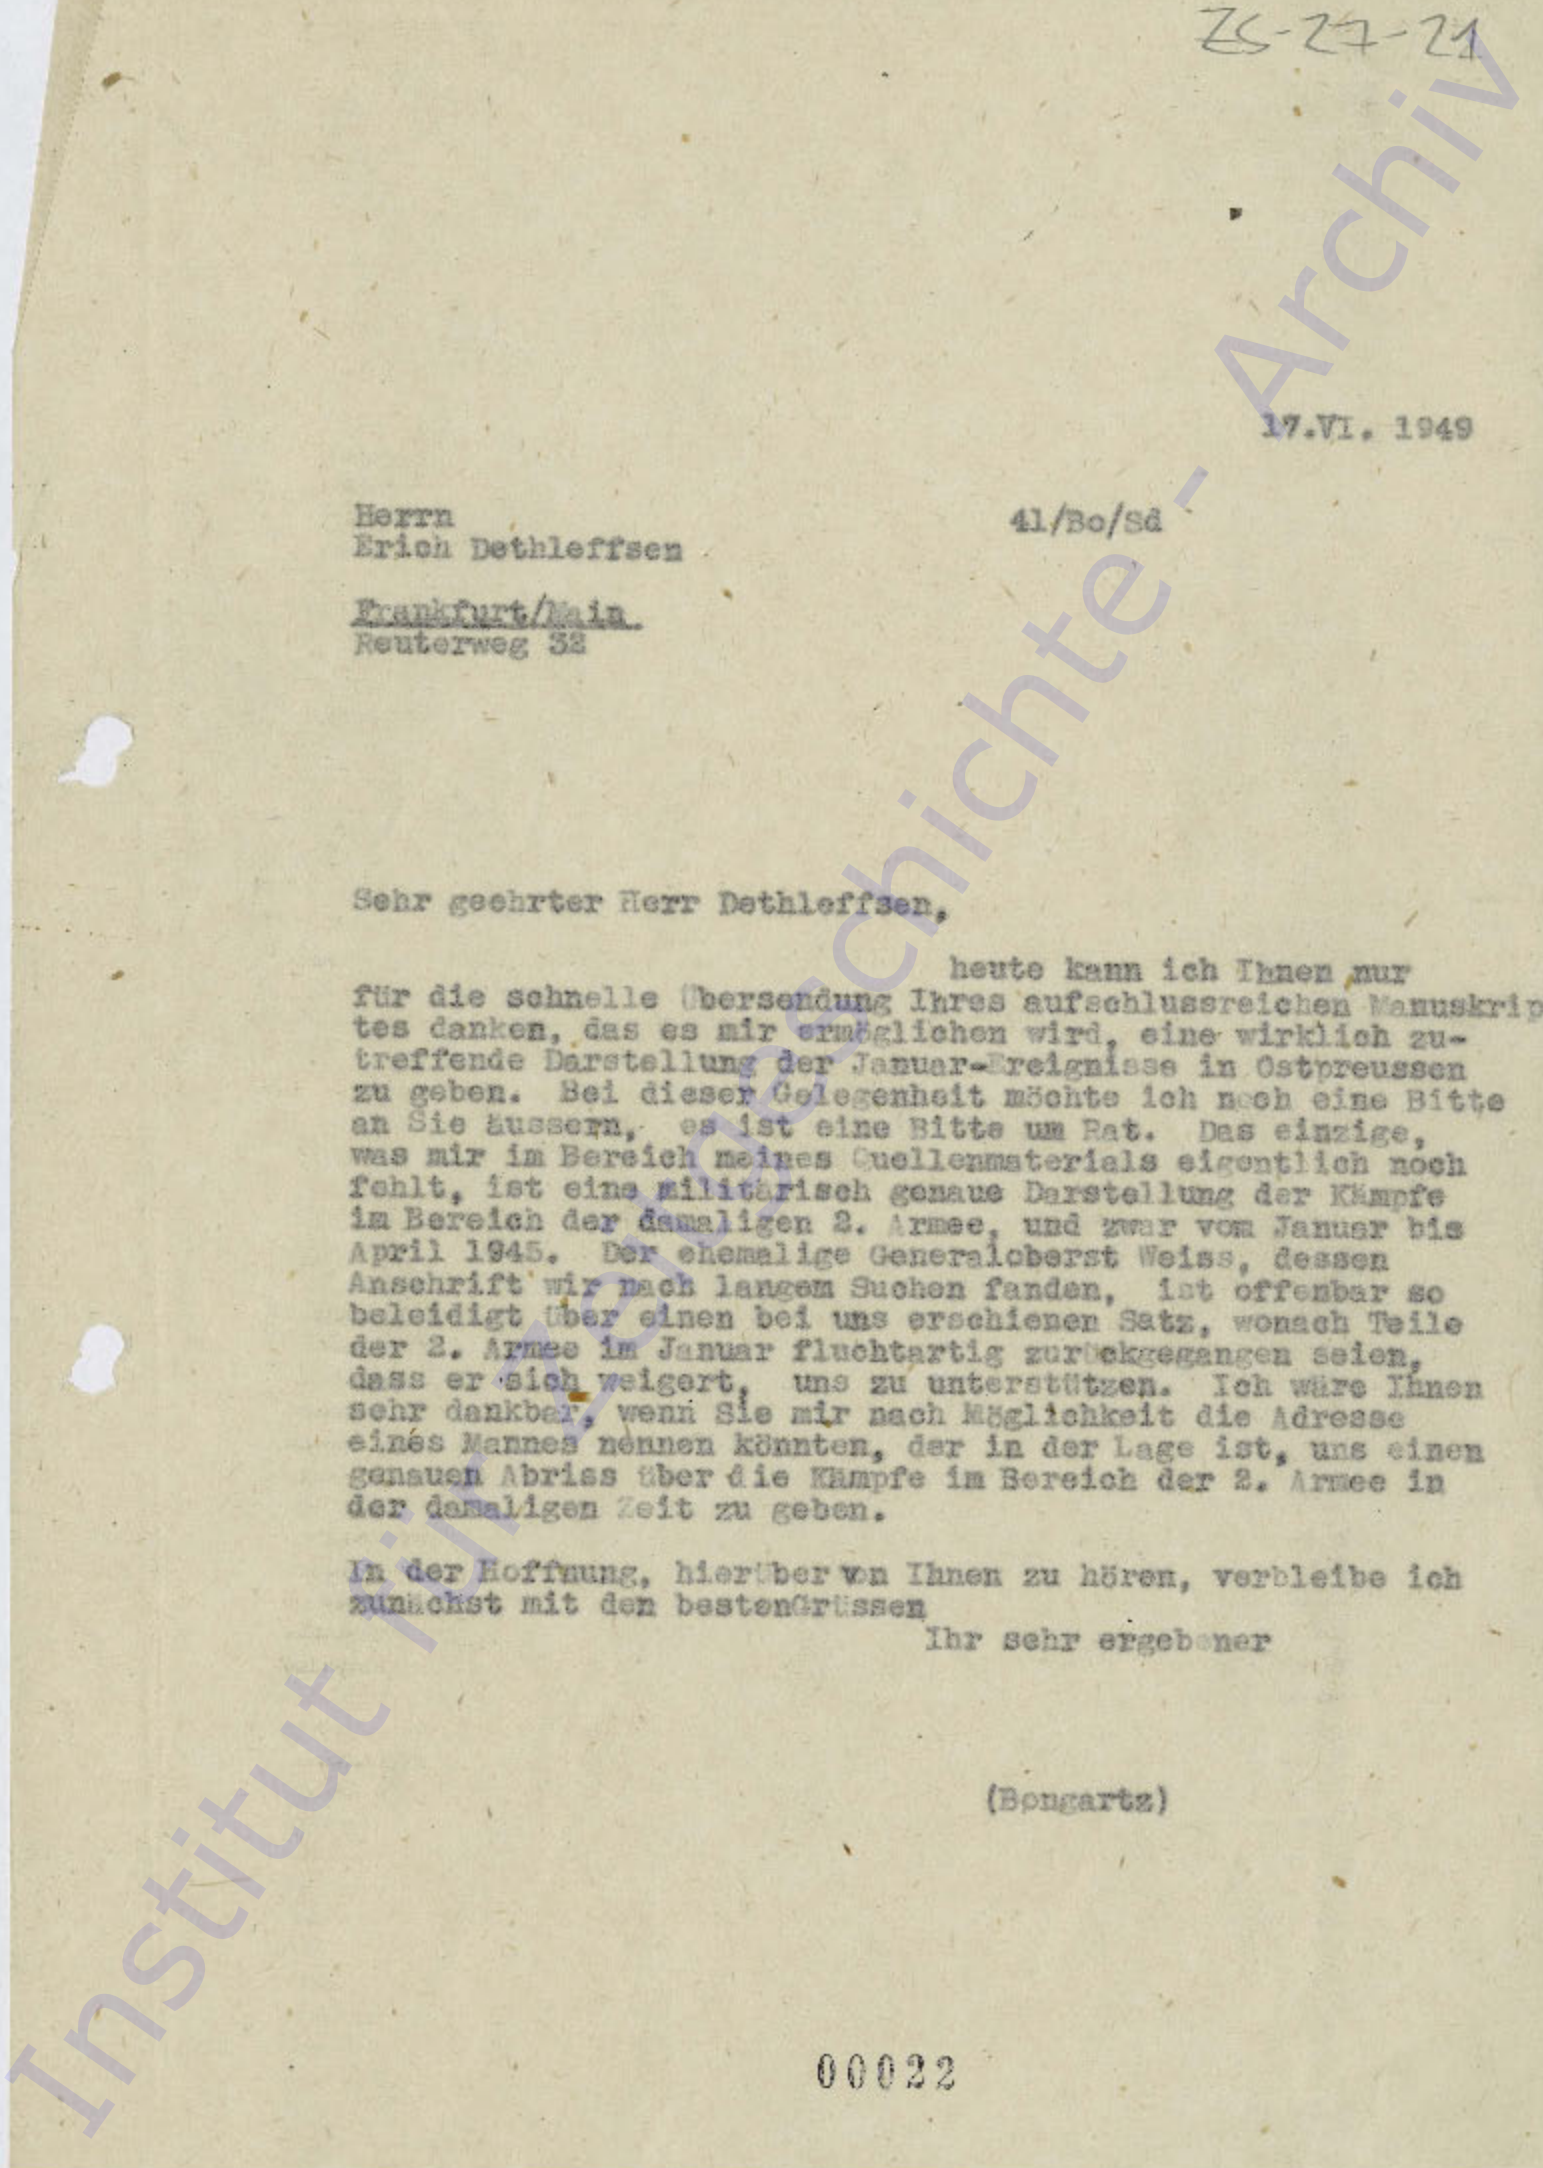 ZS-27-21
17.VI. 1949
Herrn
41/Bo/Sd
Erich Dethleffsen
Frankfurt/Main
Reuterweg 32
Sehr geehrter Herr Dethleffsen,
heute kann ich Ihnen nur
für die schnelle Übersendung Ihres aufschlussreichen Manuskrip
tes danken, das es mir ermöglichen wird, eine wirklich zu-
treffende Darstellung der Januar-Ereignisse in Ostpreussen
zu geben. Bei dieser Gelegenheit möchte ich noch eine Bitte
an Sie äussern, es ist eine Bitte um Rat. Das einzige,
was mir im Bereich meines Quellenmaterials eigentlich noch
fehlt, ist eine militärisch genaue Darstellung der Kämpfe
im Bereich der damaligen 2. Armee, und zwar vom Januar bis
April 1945. Der ehemalige Generaloberst Weiss, dessen
Anschrift wir nach langem Suchen fanden, ist offenbar so
beleidigt über einen bei uns erschienen Satz, wonach Teile
der 2. Armee im Januar fluchtartig zurückgegangen seien,
dass er sich weigert, uns zu unterstützen. Ich wäre Ihnen
sehr dankbar, wenn Sie mir nach Möglichkeit die Adresse
eines Mannes nennen könnten, der in der Lage ist, uns einen
genauen Abriss über die Kämpfe im Bereich der 2. Armee in
der damaligen Zeit zu geben.
In der Hoffnung, hierüber von Ihnen zu hören, verbleibe ich
zunächst mit den bestenGrüssen
Ihr sehr ergebener
(Bongartz)
00022
Institut für Zeitgeschichte - Archiv